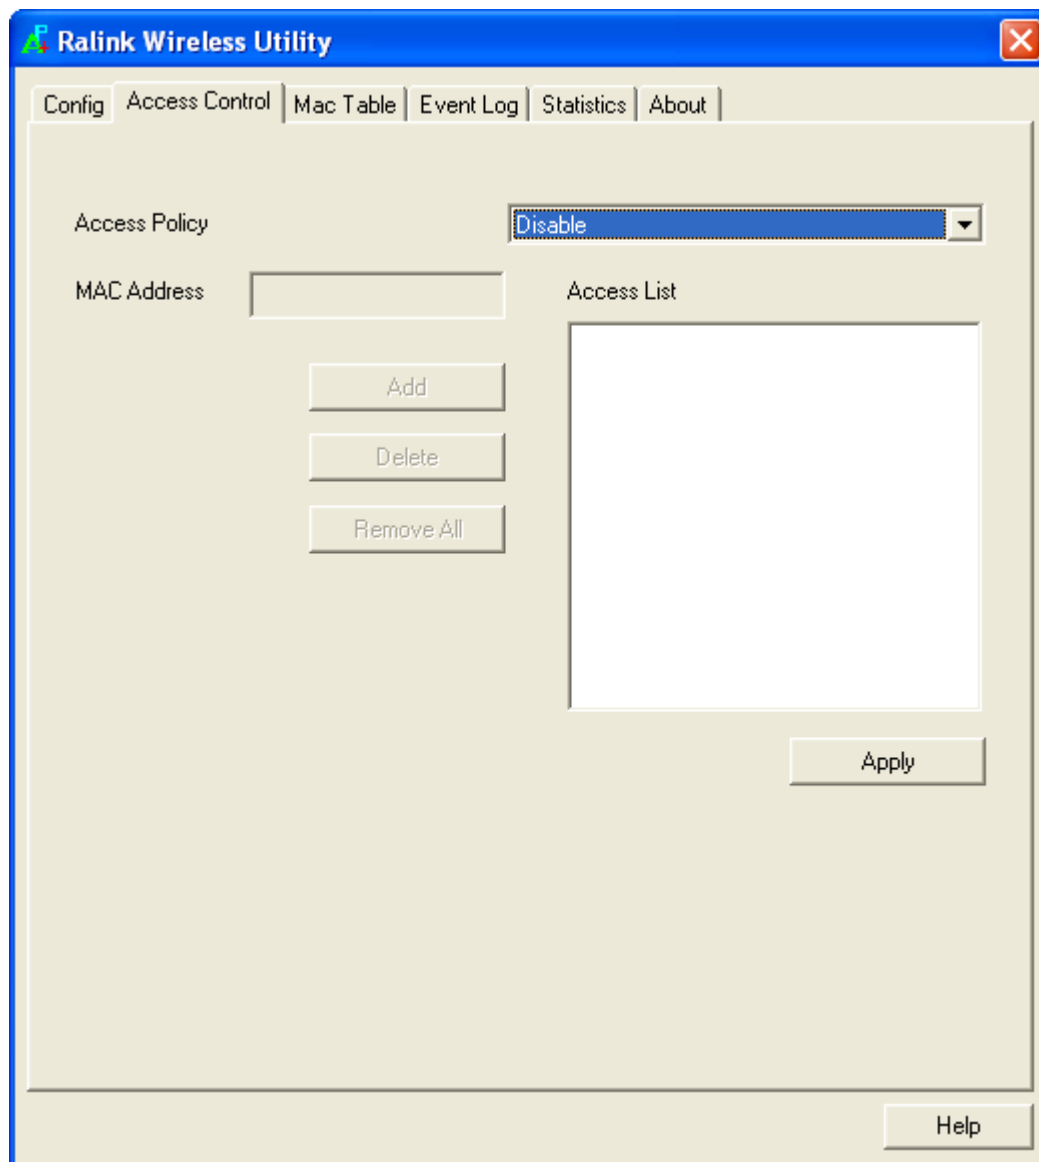 Ralink Wireless Utility
Config Access Control Mac Table Event Log Statistics About
Access Policy Disable
MAC Address Access List
Add
Delete
Remove All
Apply
Help